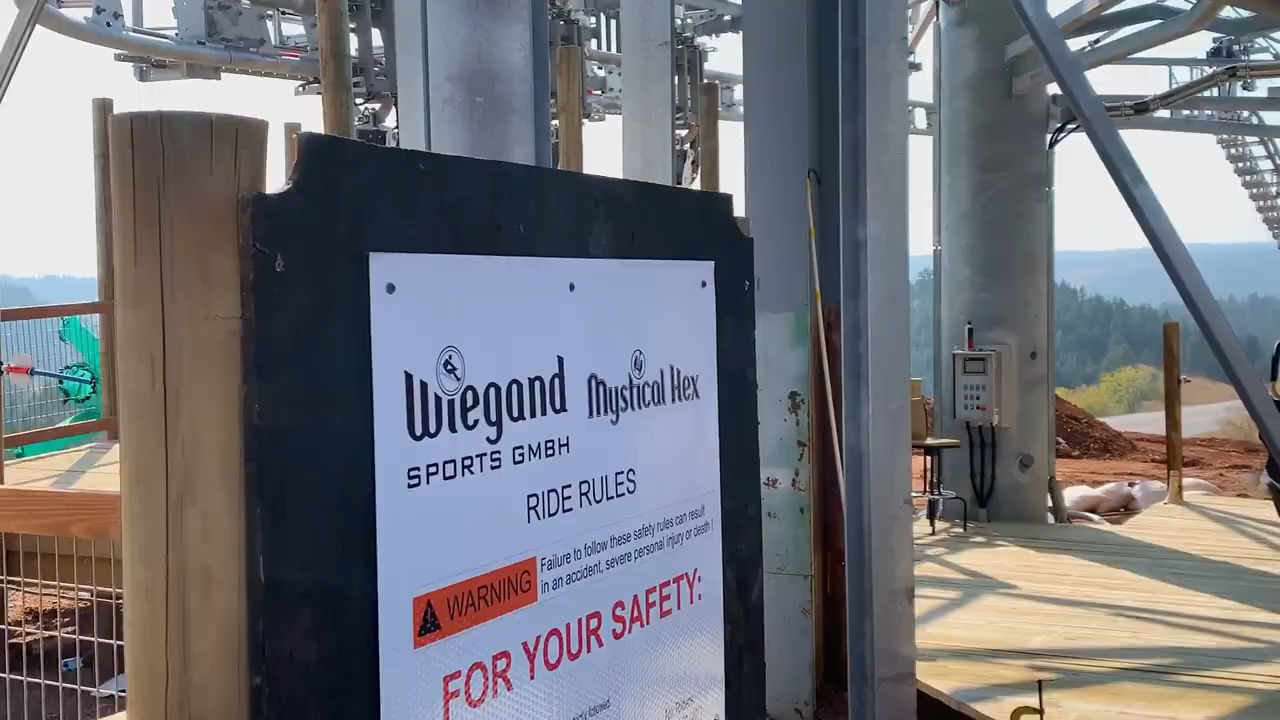 Wiegand
SPORTS GMBH
Mystical Hex
RIDE RULES
WARNING
Failure to follow these safety rules can result
in an accident, severe personal injury or death !
FOR YOUR SAFETY:
followed.